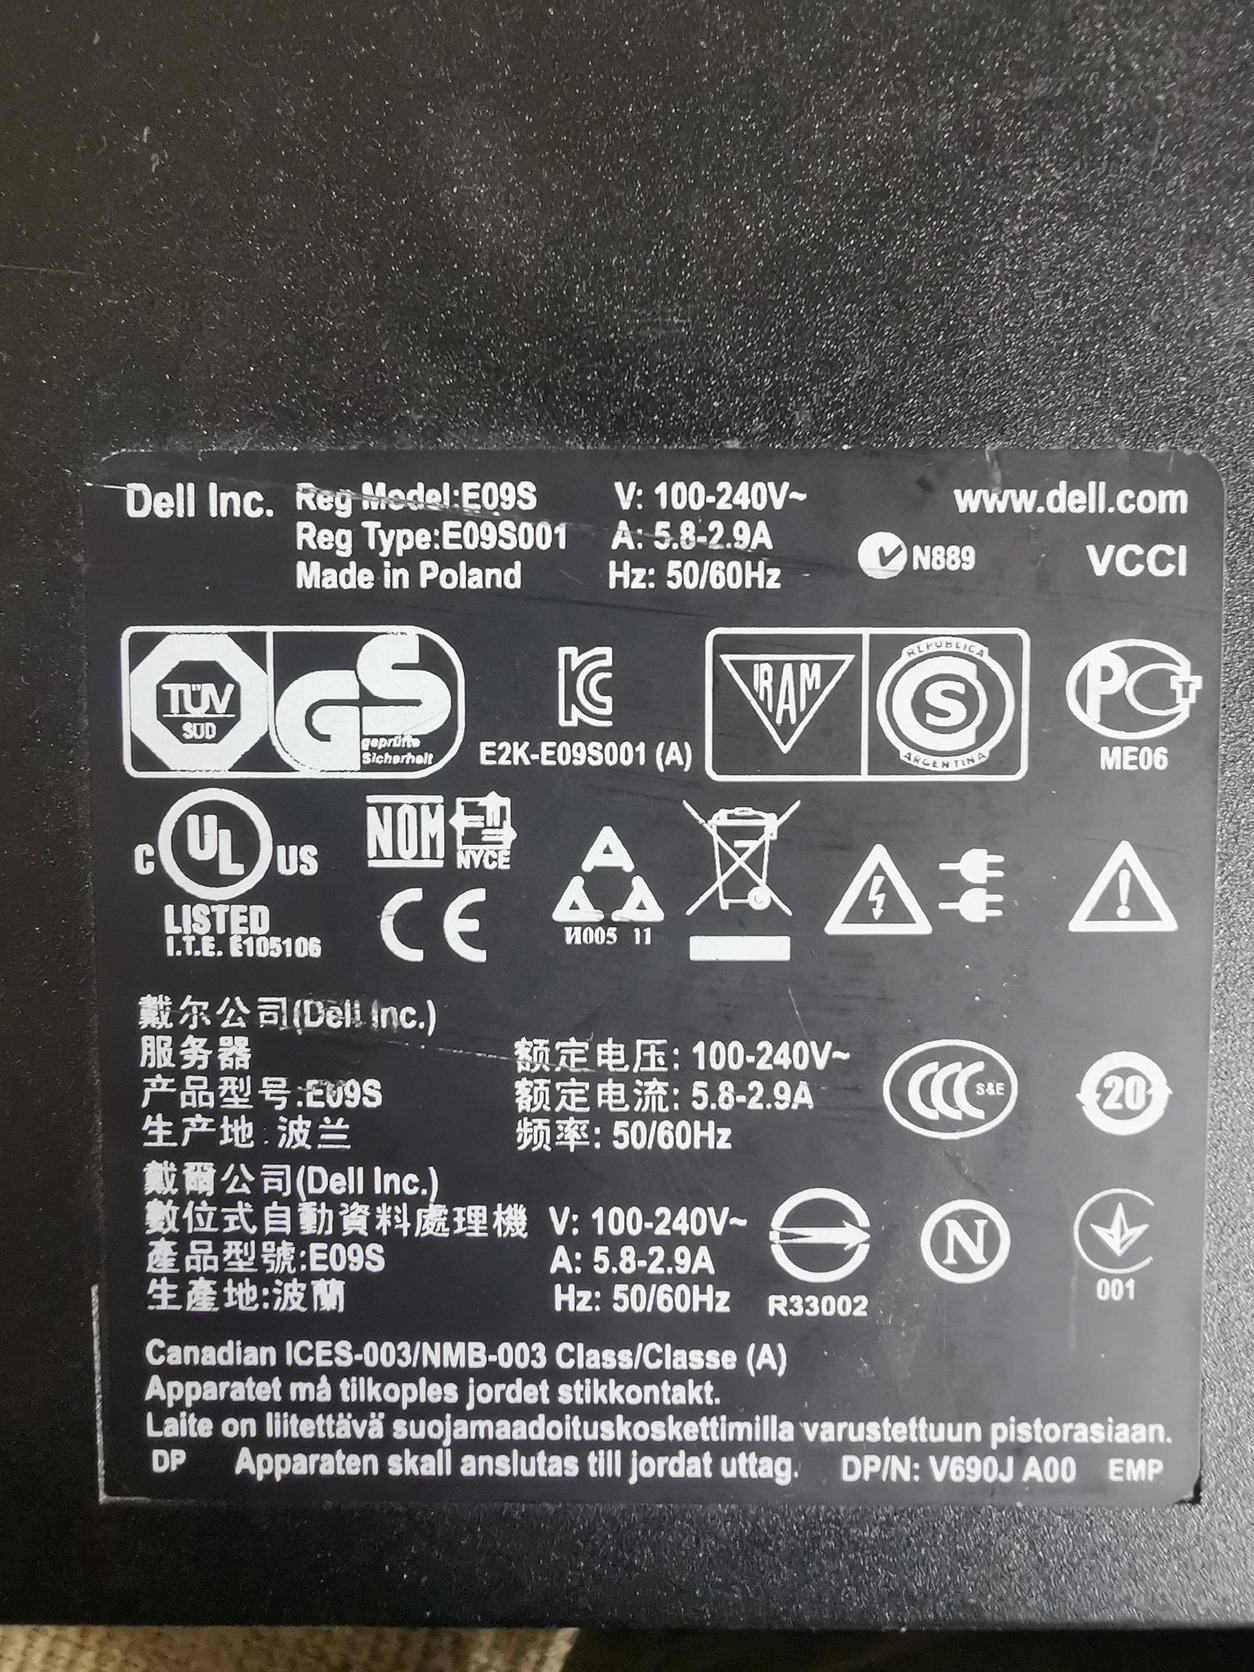 Dell Inc. Reg Model:E09S V: 100-240V~ www.dell.com
Reg Type:E09S001 A: 5.8-2.9A N889 VCCI
Made in Poland Hz: 50/60Hz
TÜV SÜD GS geprüfte Sicherheit
E2K-E09S001 (A)
IRAM
REPUBLICA S ARGENTINA
PCT
ME06
C UL US
LISTED
I.T.E. E105106
NOM NYCE
CE
И005 11
戴尔公司(Dell Inc.)
服务器 额定电压: 100-240V~
产品型号:E09S 额定电流: 5.8-2.9A CCC S&E 20
生产地:波兰 频率: 50/60Hz
戴爾公司(Dell Inc.)
數位式自動資料處理機 V: 100-240V~
產品型號:E09S A: 5.8-2.9A N
生產地:波蘭 Hz: 50/60Hz R33002 001
Canadian ICES-003/NMB-003 Class/Classe (A)
Apparatet må tilkoples jordet stikkontakt.
Laite on liitettävä suojamaadoituskoskettimilla varustettuun pistorasiaan.
DP Apparaten skall anslutas till jordat uttag. DP/N: V690J A00 EMP